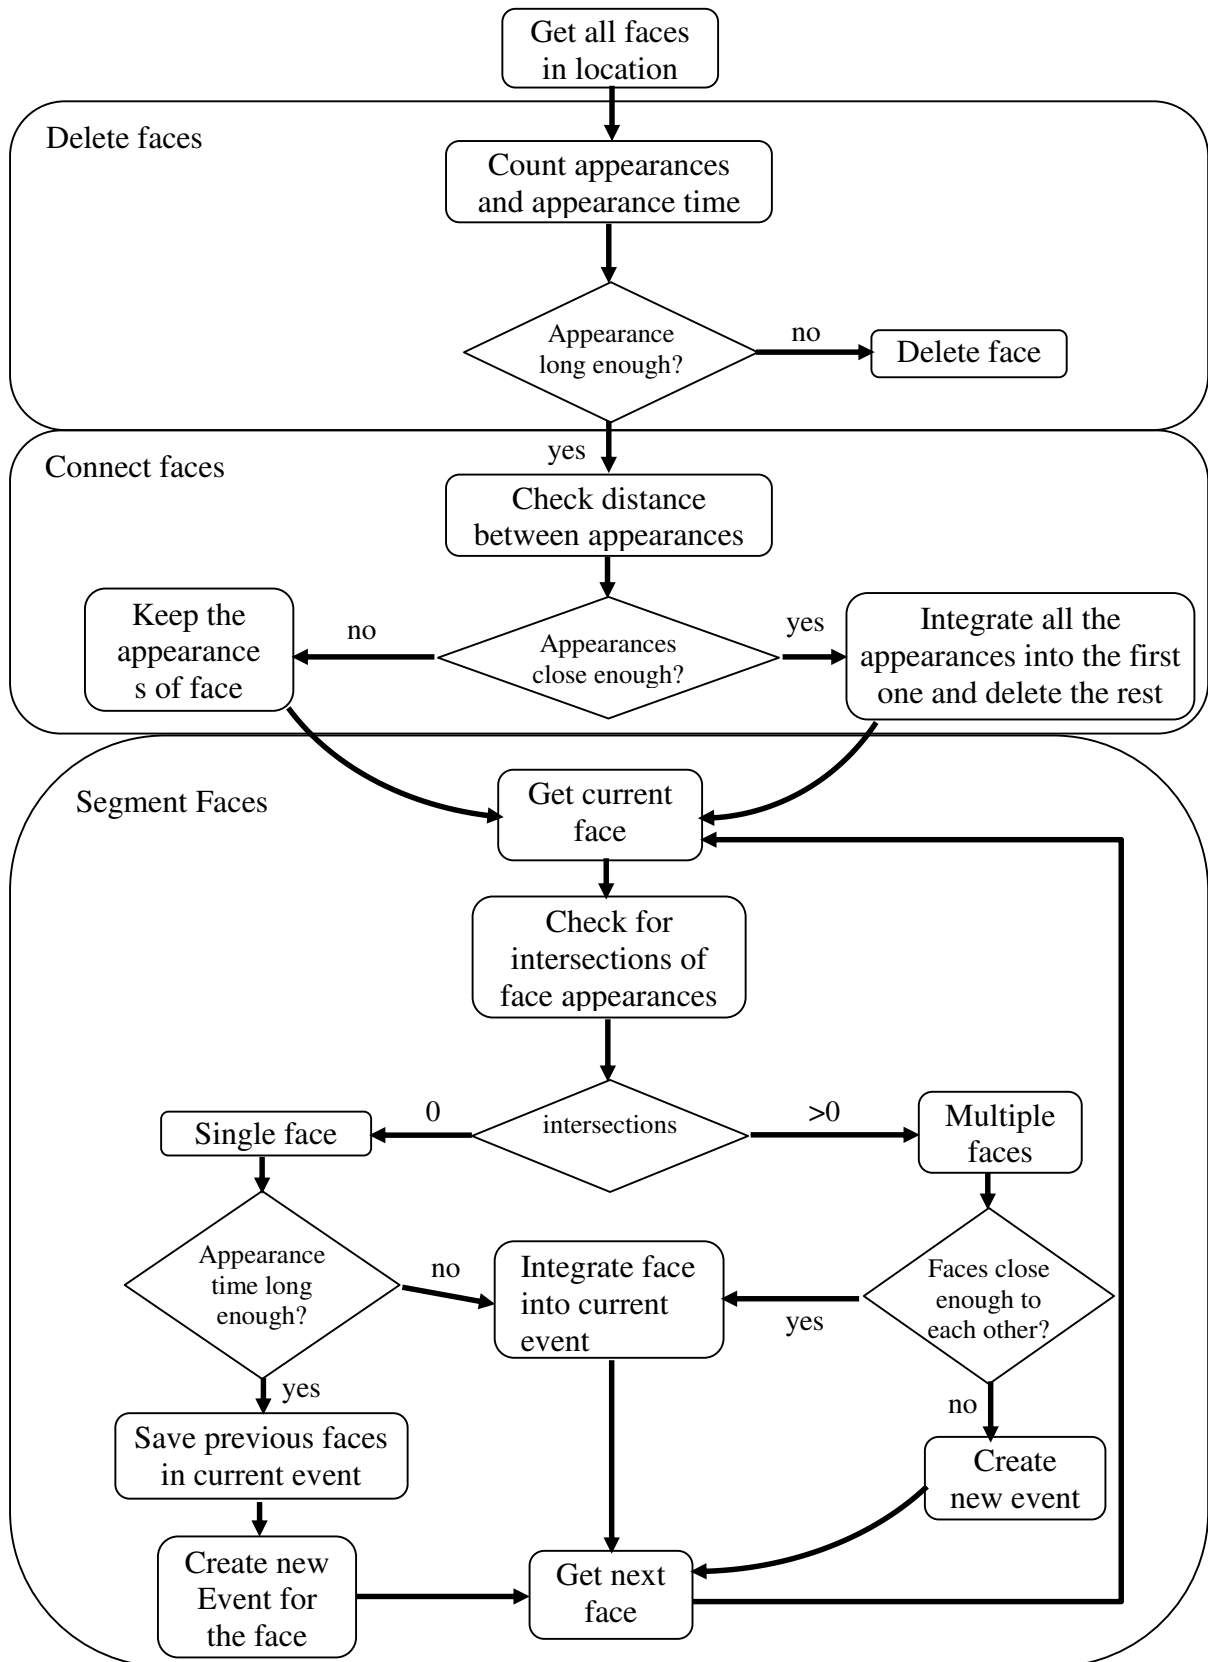 Get all faces
in location
Delete faces
Count appearances
and appearance time
Appearance
long enough?
no
Delete face
yes
Connect faces
Check distance
between appearances
Keep the
appearance
s of face
no
Appearances
close enough?
yes
Integrate all the
appearances into the first
one and delete the rest
Segment Faces
Get current
face
Check for
intersections of
face appearances
0
intersections
>0
Single face
Multiple
faces
Appearance
time long
enough?
no
Integrate face
into current
event
yes
Faces close
enough to
each other?
yes
no
Save previous faces
in current event
Create
new event
Create new
Event for
the face
Get next
face